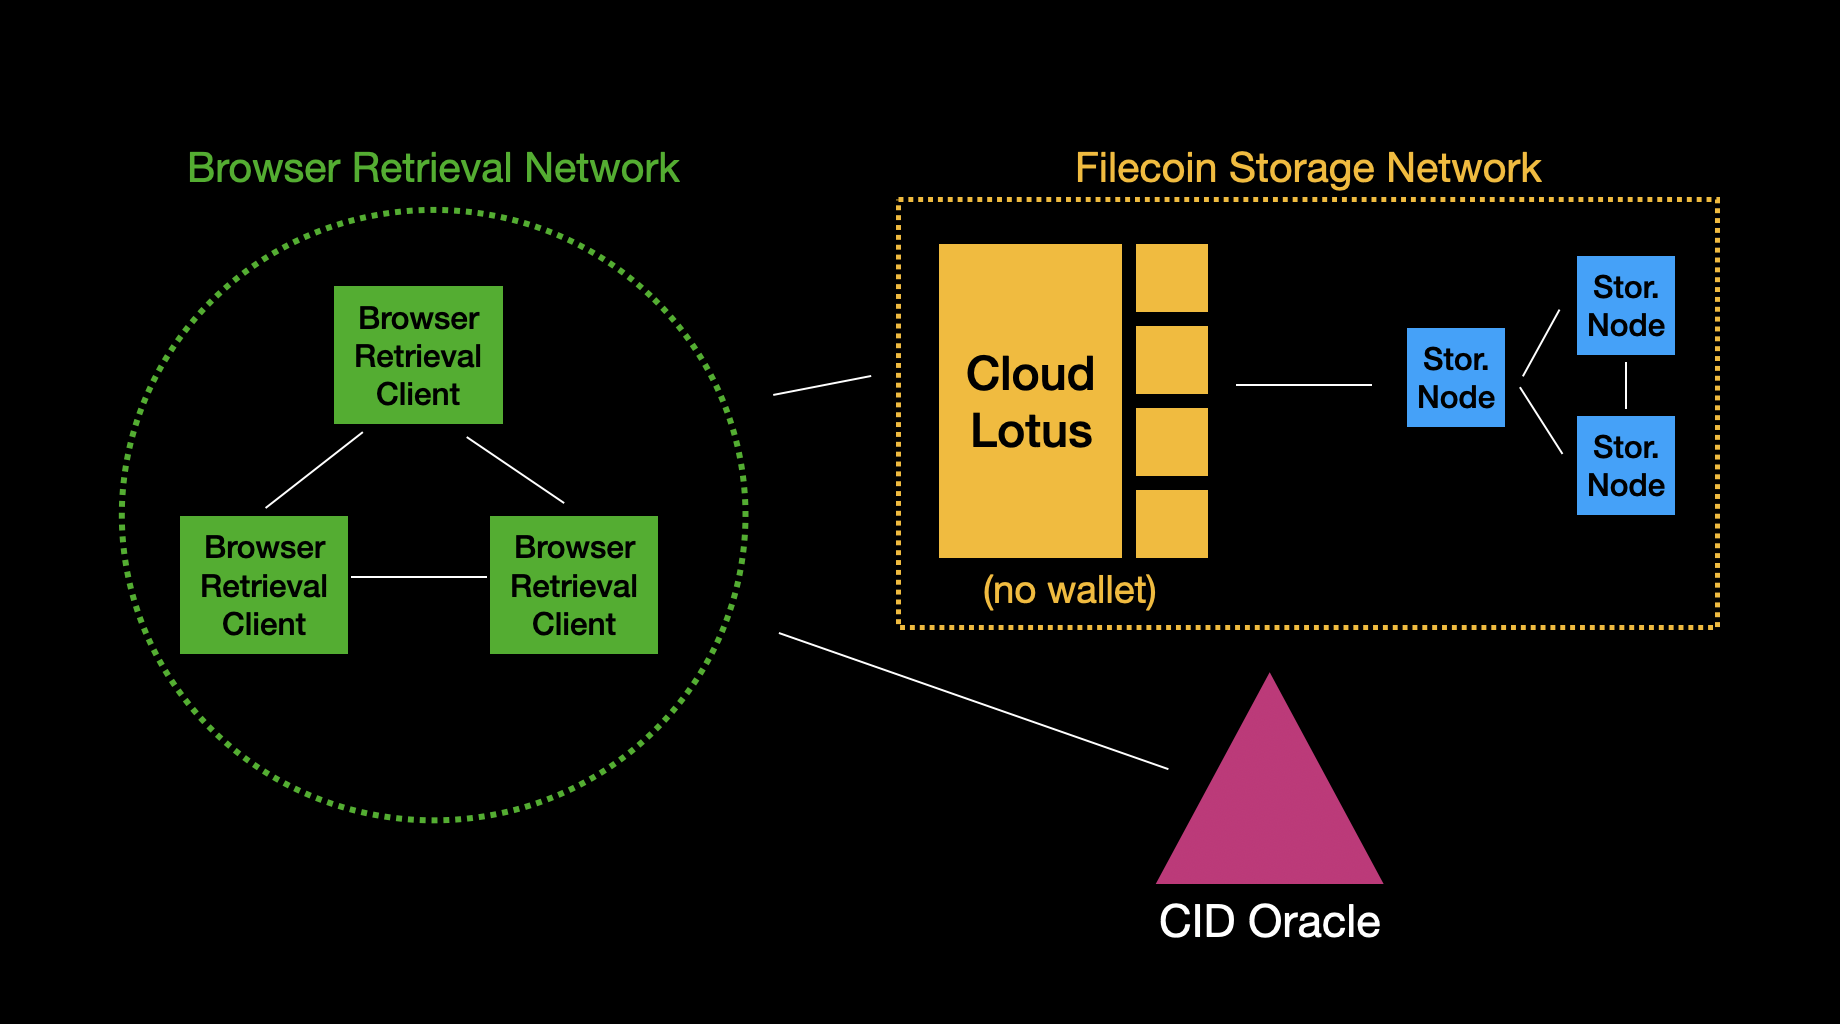 Browser Retrieval Network
Browser
Retrieval
Client
Browser
Retrieval
Client
Browser
Retrieval
Client
Filecoin Storage Network
Cloud
Lotus
(no wallet)
Stor.
Node
Stor.
Node
Stor.
Node
CID Oracle